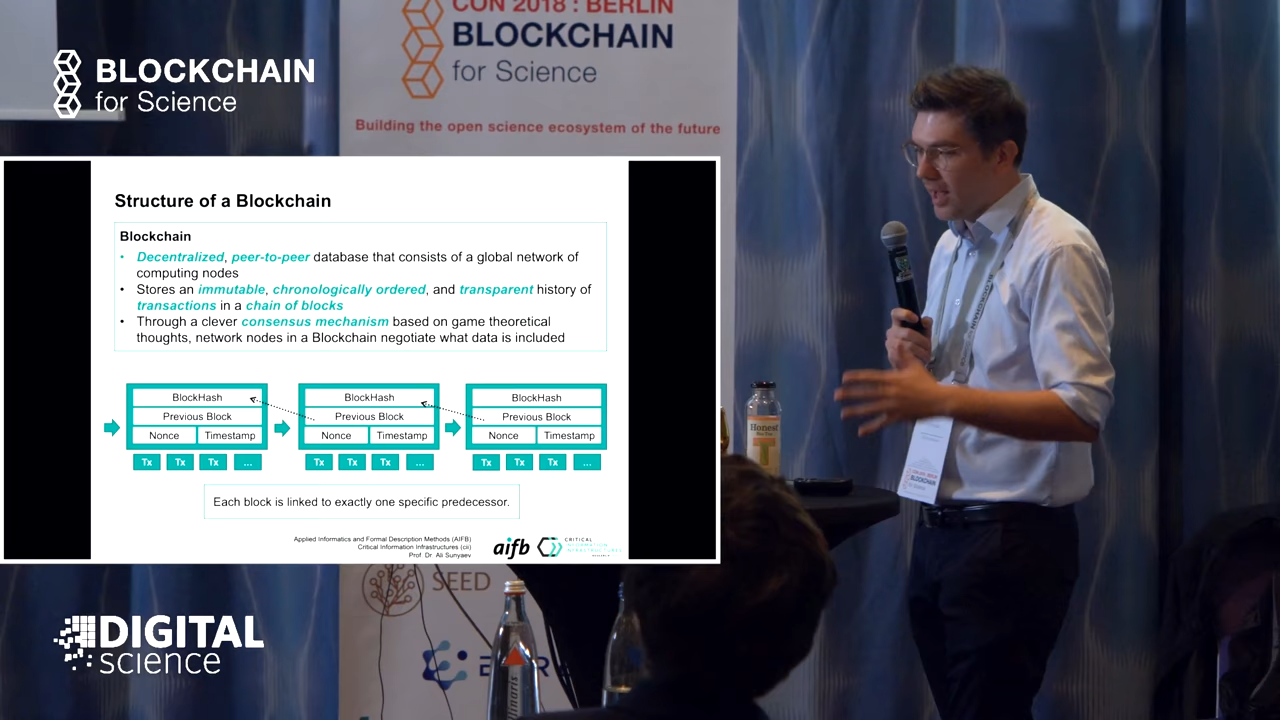 CON 2018 : BERLIN
BLOCKCHAIN
for Science
Building the open science ecosystem of the future
BLOCKCHAIN
for Science
Structure of a Blockchain
Blockchain
• Decentralized, peer-to-peer database that consists of a global network of
computing nodes
• Stores an immutable, chronologically ordered, and transparent history of
transactions in a chain of blocks
• Through a clever consensus mechanism based on game theoretical
thoughts, network nodes in a Blockchain negotiate what data is included
BlockHash
Previous Block
Nonce Timestamp
Tx Tx Tx ...
BlockHash
Previous Block
Nonce Timestamp
Tx Tx Tx ...
BlockHash
Previous Block
Nonce Timestamp
Tx Tx Tx ...
Each block is linked to exactly one specific predecessor.
Applied Informatics and Formal Description Methods (AIFB)
Critical Information Infrastructures (cii)
Prof. Dr. Ali Sunyaev
aifb
CRITICAL
INFORMATION
INFRASTRUCTURES
SEED
DIGITAL
science
Honest
BLOCKCHAIN
for Science